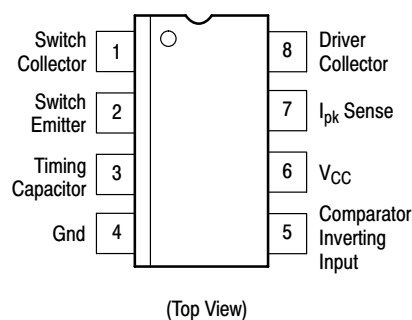 Switch
Collector
1
Switch
Emitter
2
Timing
Capacitor
3
Gnd
4
8
Driver
Collector
7
Ipk Sense
6
VCC
5
Comparator
Inverting
Input
(Top View)